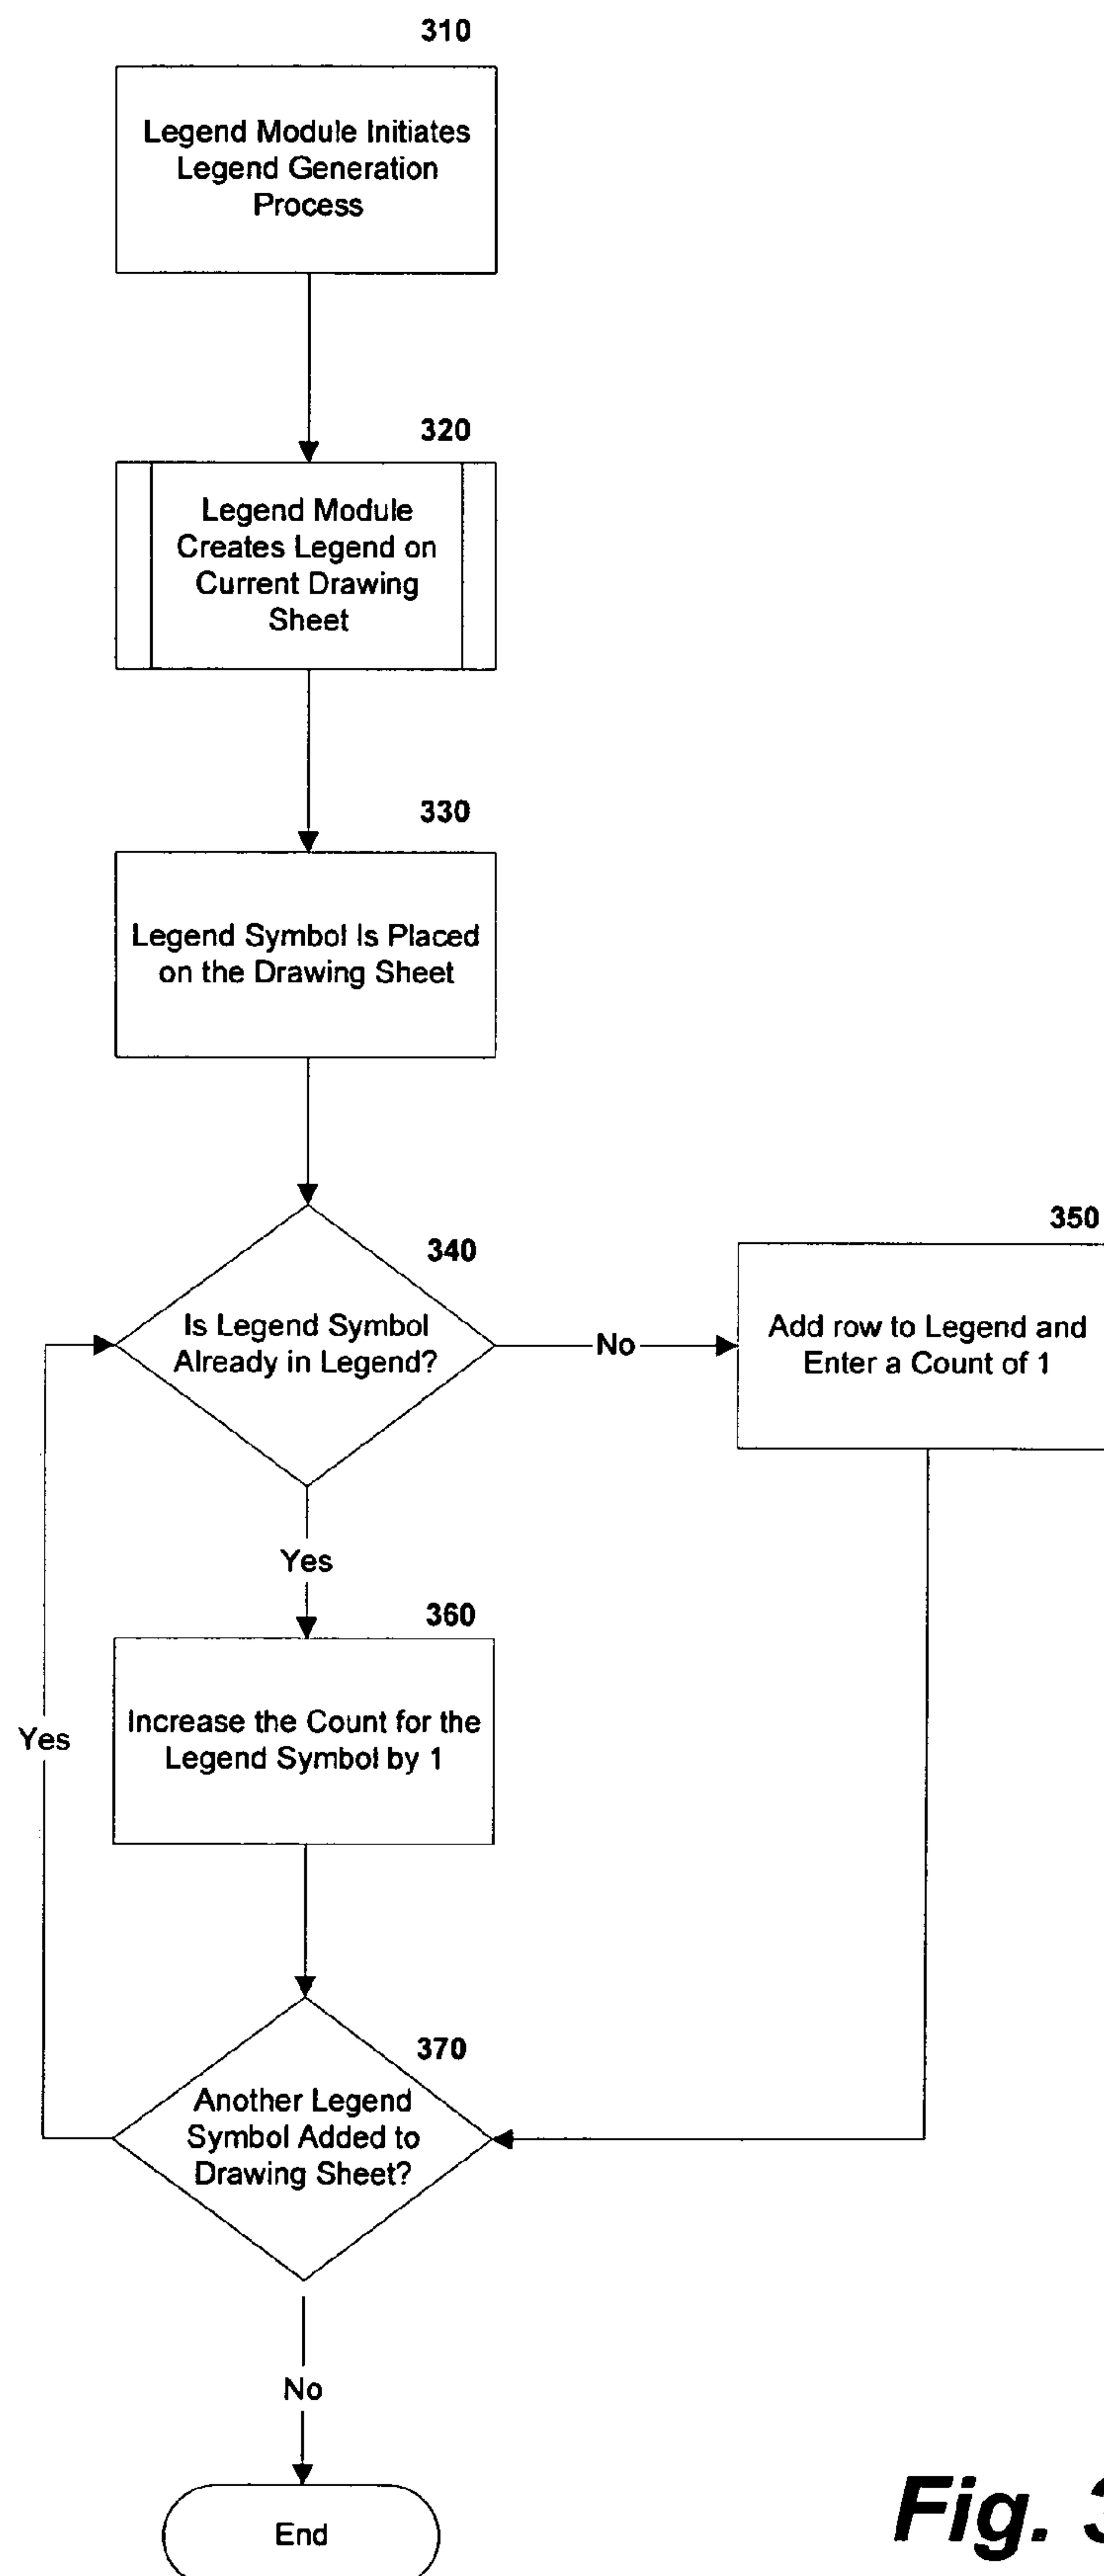 310
Legend Module Initiates
Legend Generation
Process
320
Legend Module
Creates Legend on
Current Drawing
Sheet
330
Legend Symbol Is Placed
on the Drawing Sheet
340
Is Legend Symbol
Already in Legend?
No
350
Add row to Legend and
Enter a Count of 1
Yes
360
Increase the Count for the
Legend Symbol by 1
Yes
370
Another Legend
Symbol Added to
Drawing Sheet?
No
End
Fig. 3